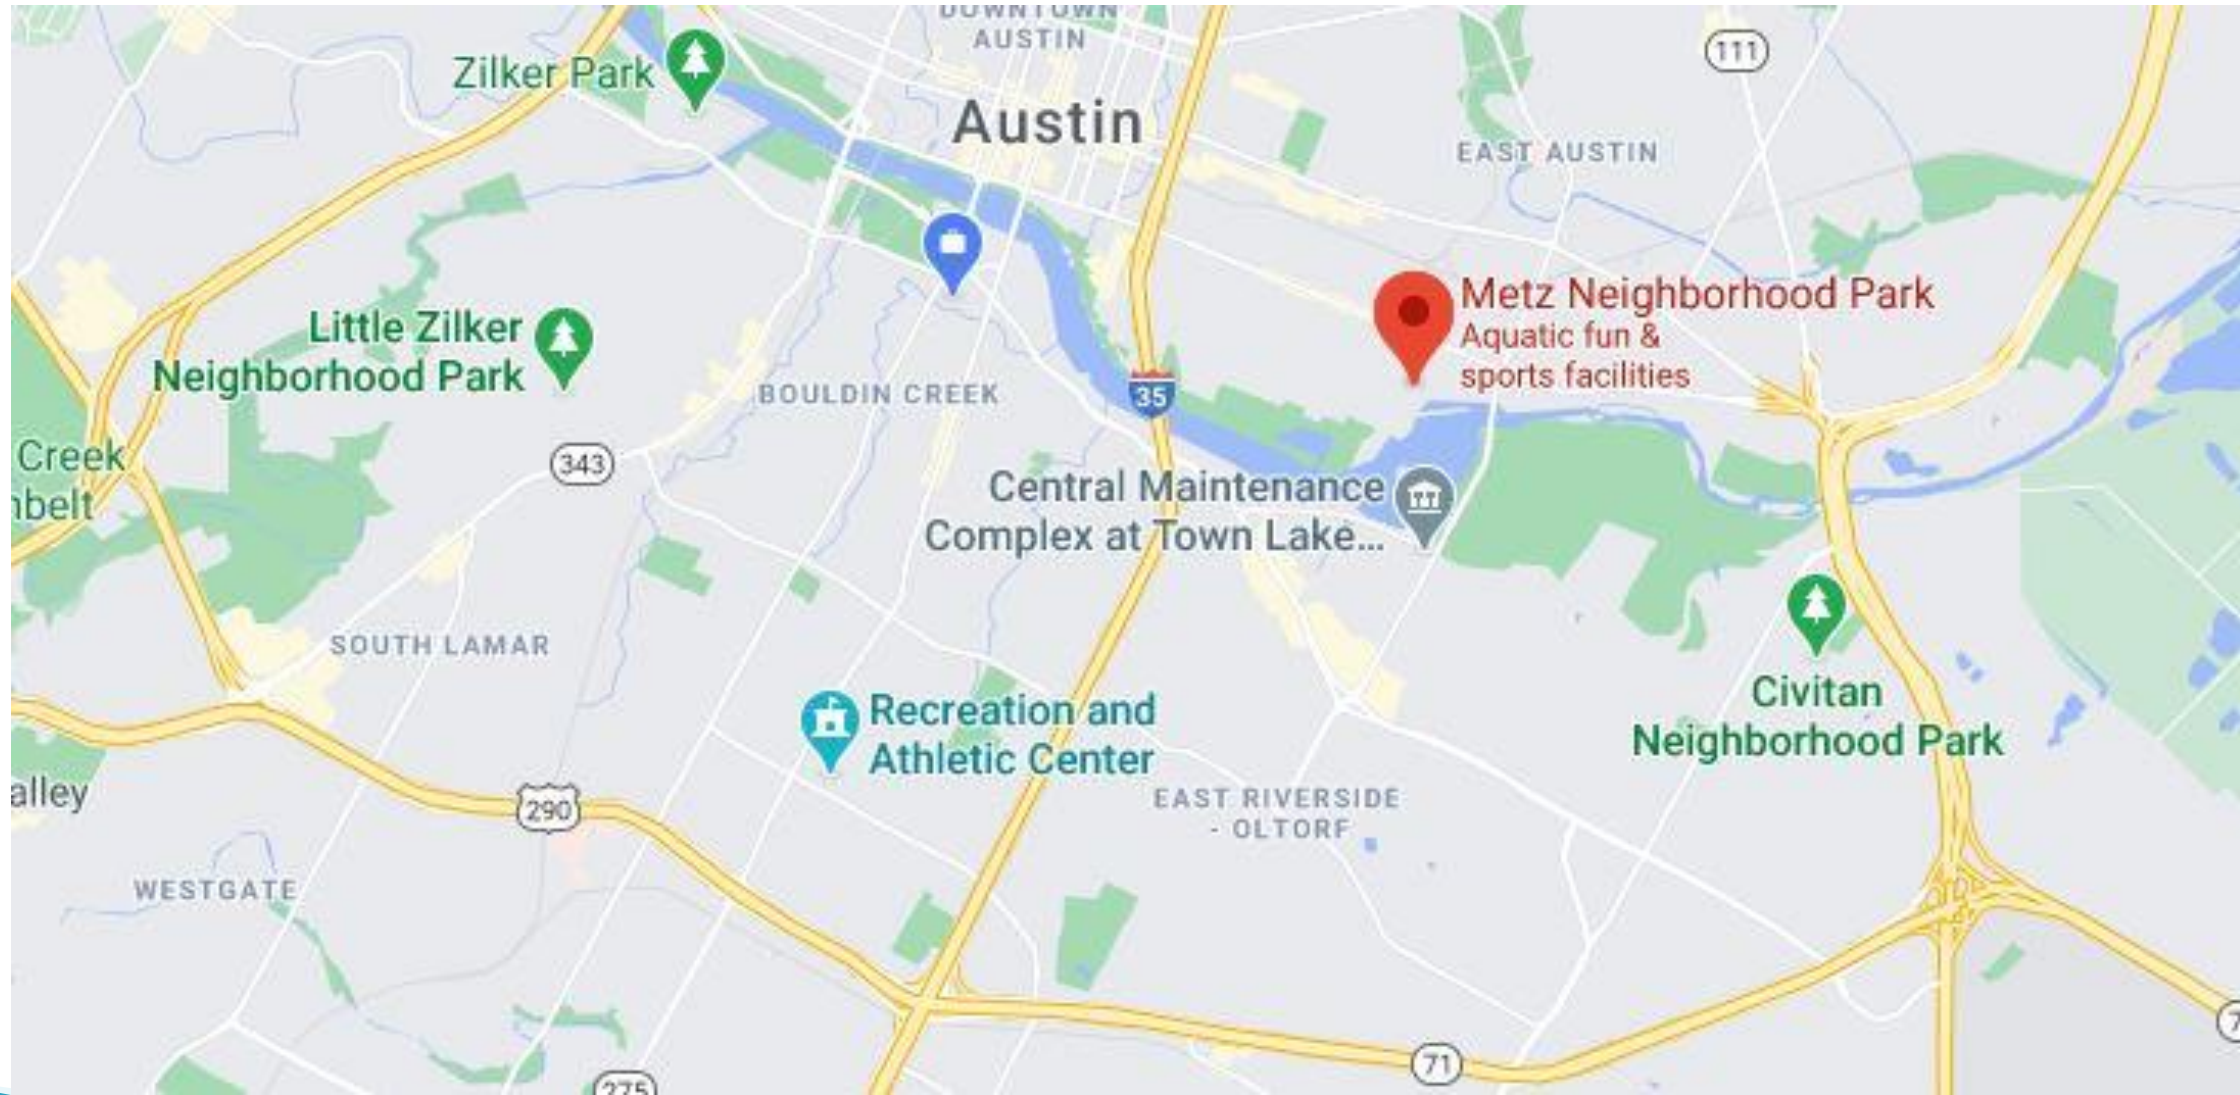 DOWNTOWN
AUSTIN
111
Zilker Park
Austin
EAST AUSTIN
Metz Neighborhood Park
Aquatic fun &
sports facilities
Little Zilker
Neighborhood Park
BOULDIN CREEK
35
Creek
nbelt
343
Central Maintenance
Complex at Town Lake...
SOUTH LAMAR
Civitan
Neighborhood Park
Recreation and
Athletic Center
alley
290
EAST RIVERSIDE
- OLTORF
WESTGATE
7
71
275